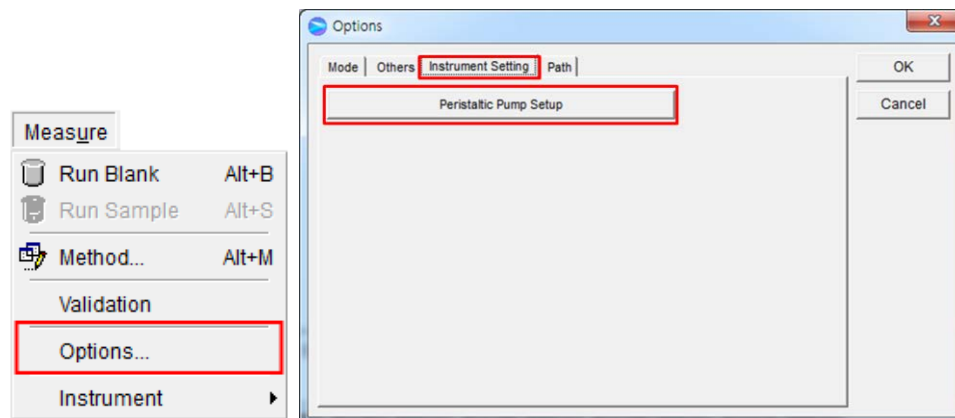 Measure
Run Blank Alt+B
Run Sample Alt+S
Method... Alt+M
Validation
Options...
Instrument
Options
Mode Others Instrument Setting Path
Peristaltic Pump Setup
OK
Cancel